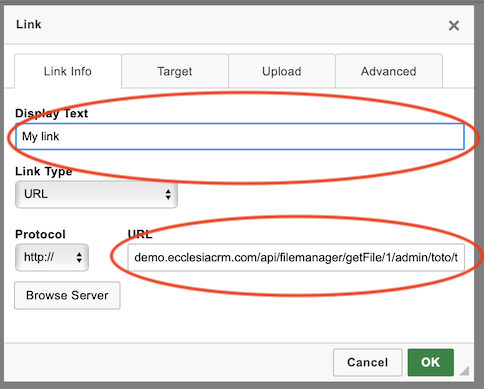 Link
Link Info Target Upload Advanced
Display Text
My link
Link Type
URL
Protocol URL
http:// demo.ecclesiacrm.com/api/filemanager/getFile/1/admin/toto/t
Browse Server
Cancel OK